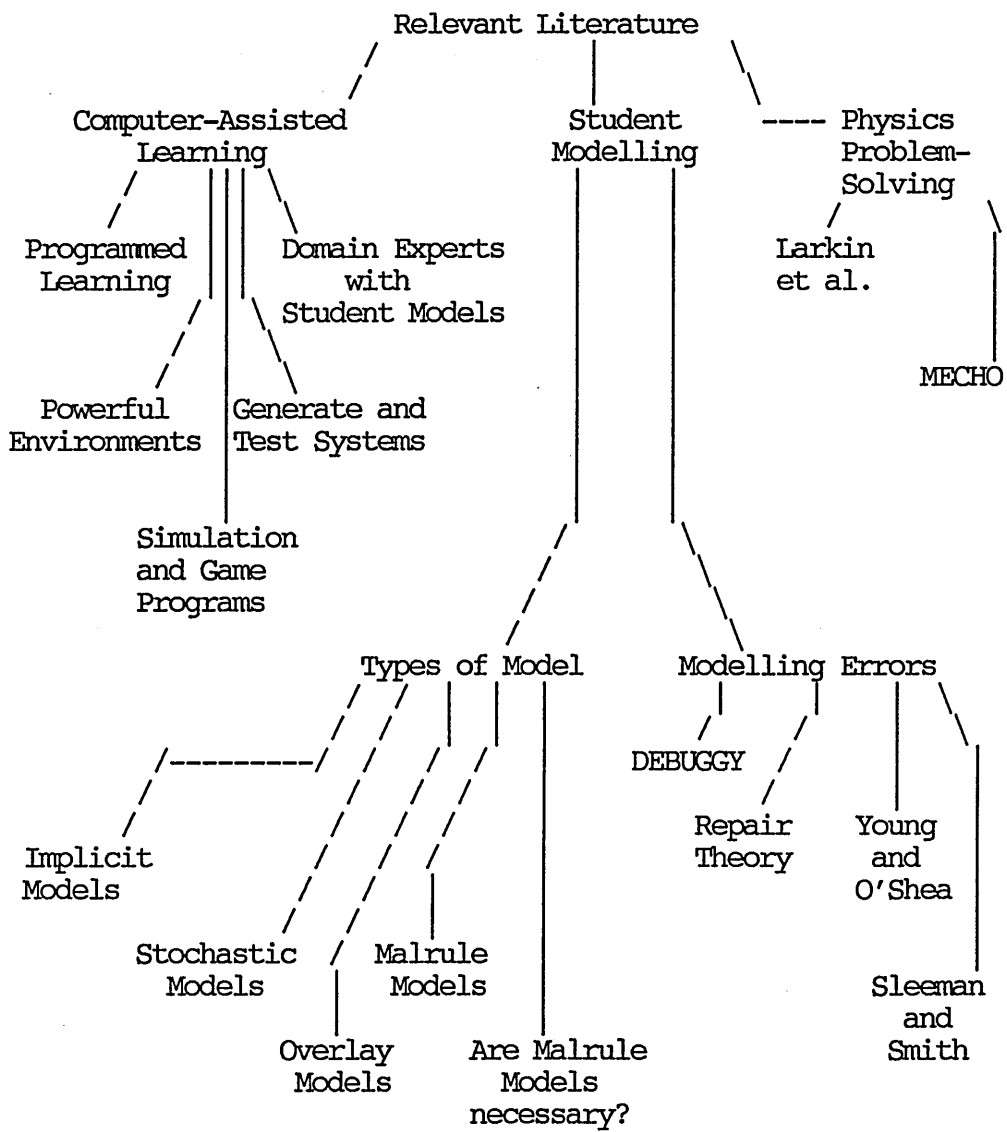 Relevant Literature
Computer-Assisted
Learning
Student
Modelling
Physics
Problem-
Solving
Programmed
Learning
Domain Experts
with
Student Models
Larkin
et al.
MECHO
Powerful
Environments
Generate and
Test Systems
Simulation
and Game
Programs
Types of Model
Modelling Errors
DEBUGGY
Repair
Theory
Young
and
O'Shea
Implicit
Models
Stochastic
Models
Malrule
Models
Sleeman
and
Smith
Overlay
Models
Are Malrule
Models
necessary?